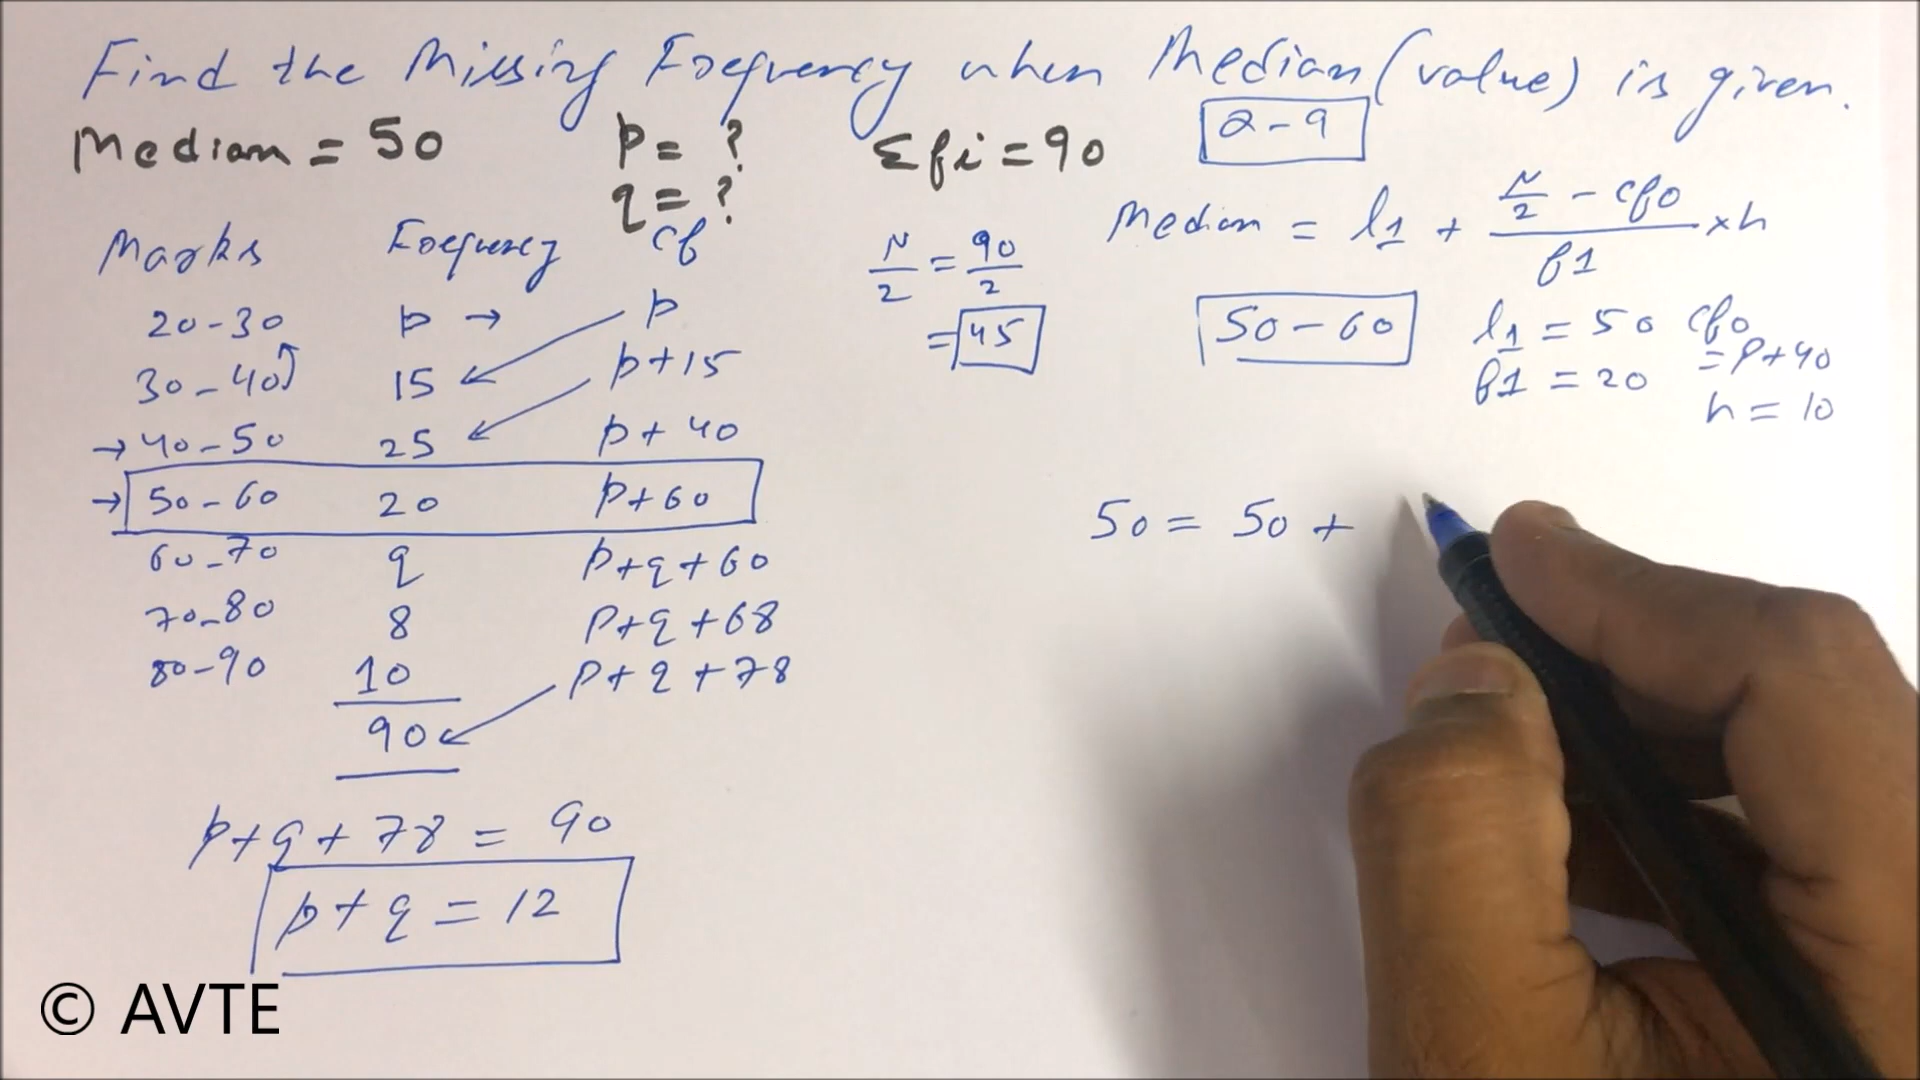 Find the Missing Frequency when Median (value) is given.
Median = 50 p = ? Σfi = 90 2-9
q = ?
Median = l1 + (N/2 - cf0)/f1 × h
Marks Frequency cf
20-30 p → p
30-40 15 p+15
→ 40-50 25 p+40
→ 50-60 20 p+60
60-70 q p+q+60
70-80 8 p+q+68
80-90 10 p+q+78
90
p+q+78 = 90
p+q = 12
N/2 = 90/2
= 45
50-60
l1 = 50 cf0
= p+40
f1 = 20
h = 10
50 = 50 +
© AVTE